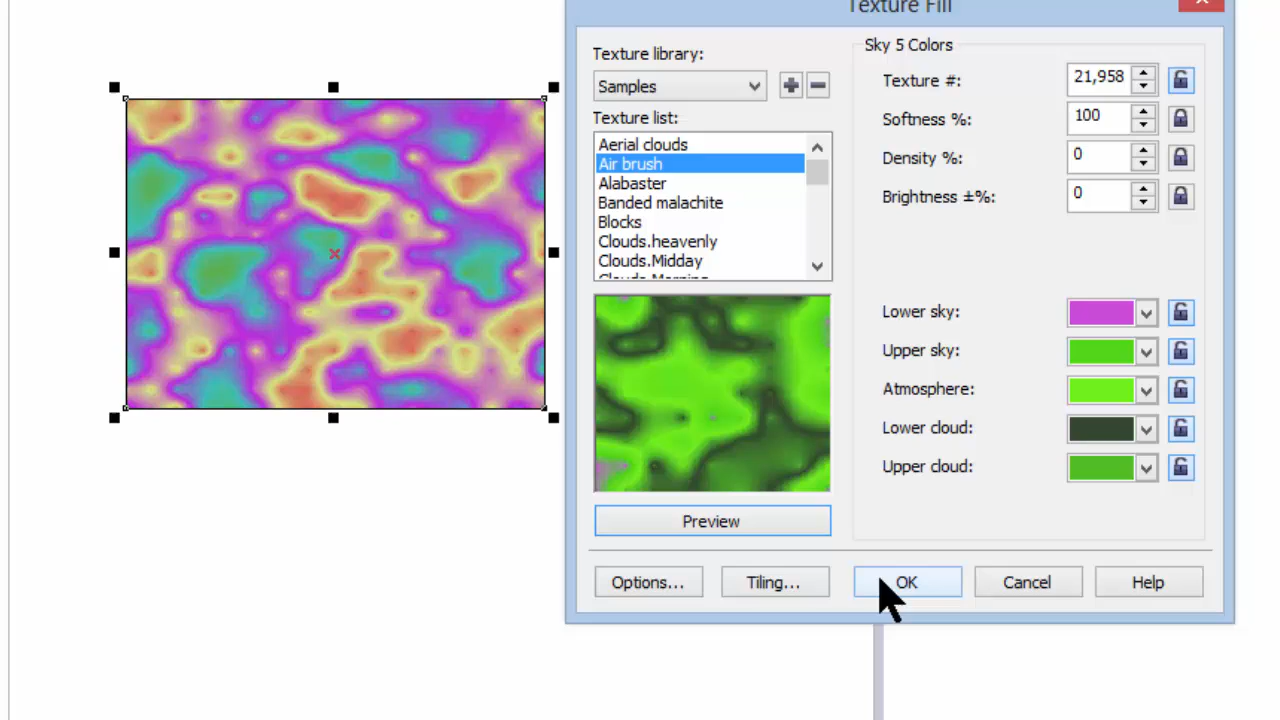 Texture Fill
Texture library:
Samples
Texture list:
Aerial clouds
Air brush
Alabaster
Banded malachite
Blocks
Clouds.heavenly
Clouds.Midday
Clouds.Morning
Preview
Sky 5 Colors
Texture #: 21,958
Softness %: 100
Density %: 0
Brightness ±%: 0
Lower sky:
Upper sky:
Atmosphere:
Lower cloud:
Upper cloud:
Options... Tiling... OK Cancel Help